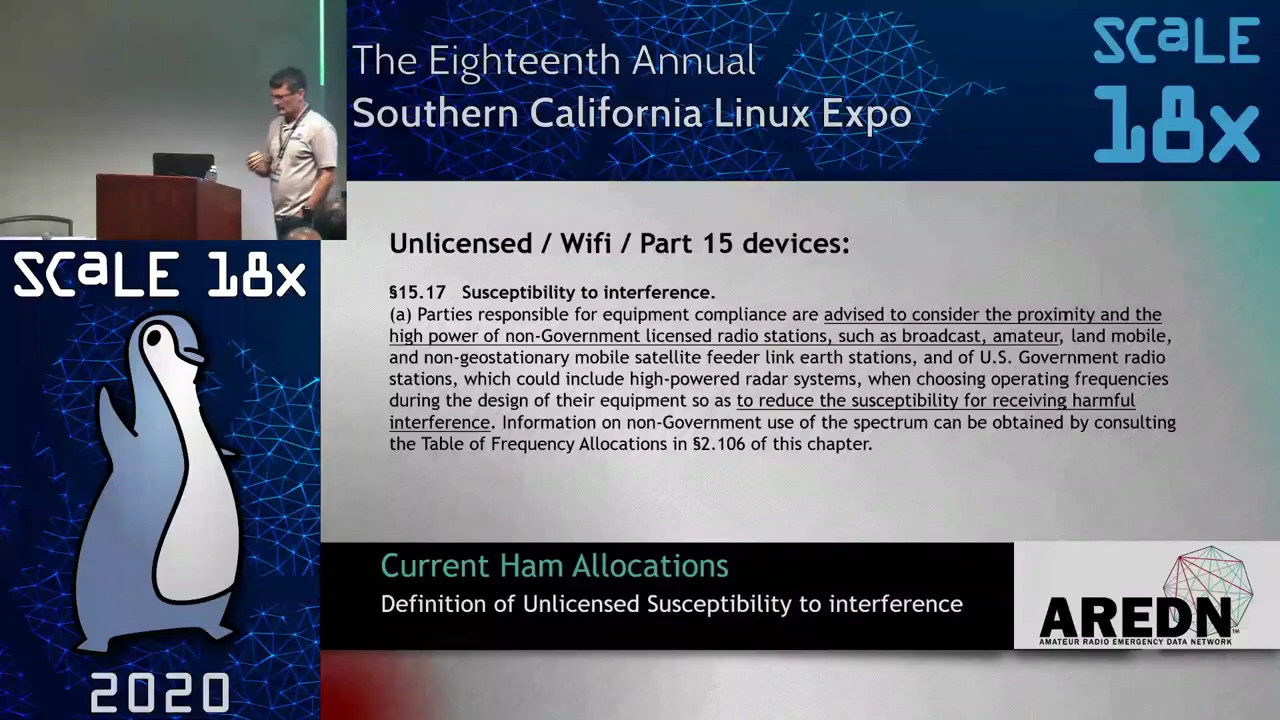 The Eighteenth Annual
Southern California Linux Expo
SCaLE
18x
SCaLE 18x
2020
Unlicensed / Wifi / Part 15 devices:
§15.17 Susceptibility to interference.
(a) Parties responsible for equipment compliance are advised to consider the proximity and the
high power of non-Government licensed radio stations, such as broadcast, amateur, land mobile,
and non-geostationary mobile satellite feeder link earth stations, and of U.S. Government radio
stations, which could include high-powered radar systems, when choosing operating frequencies
during the design of their equipment so as to reduce the susceptibility for receiving harmful
interference. Information on non-Government use of the spectrum can be obtained by consulting
the Table of Frequency Allocations in §2.106 of this chapter.
Current Ham Allocations
Definition of Unlicensed Susceptibility to interference
AREDN™
AMATEUR RADIO EMERGENCY DATA NETWORK